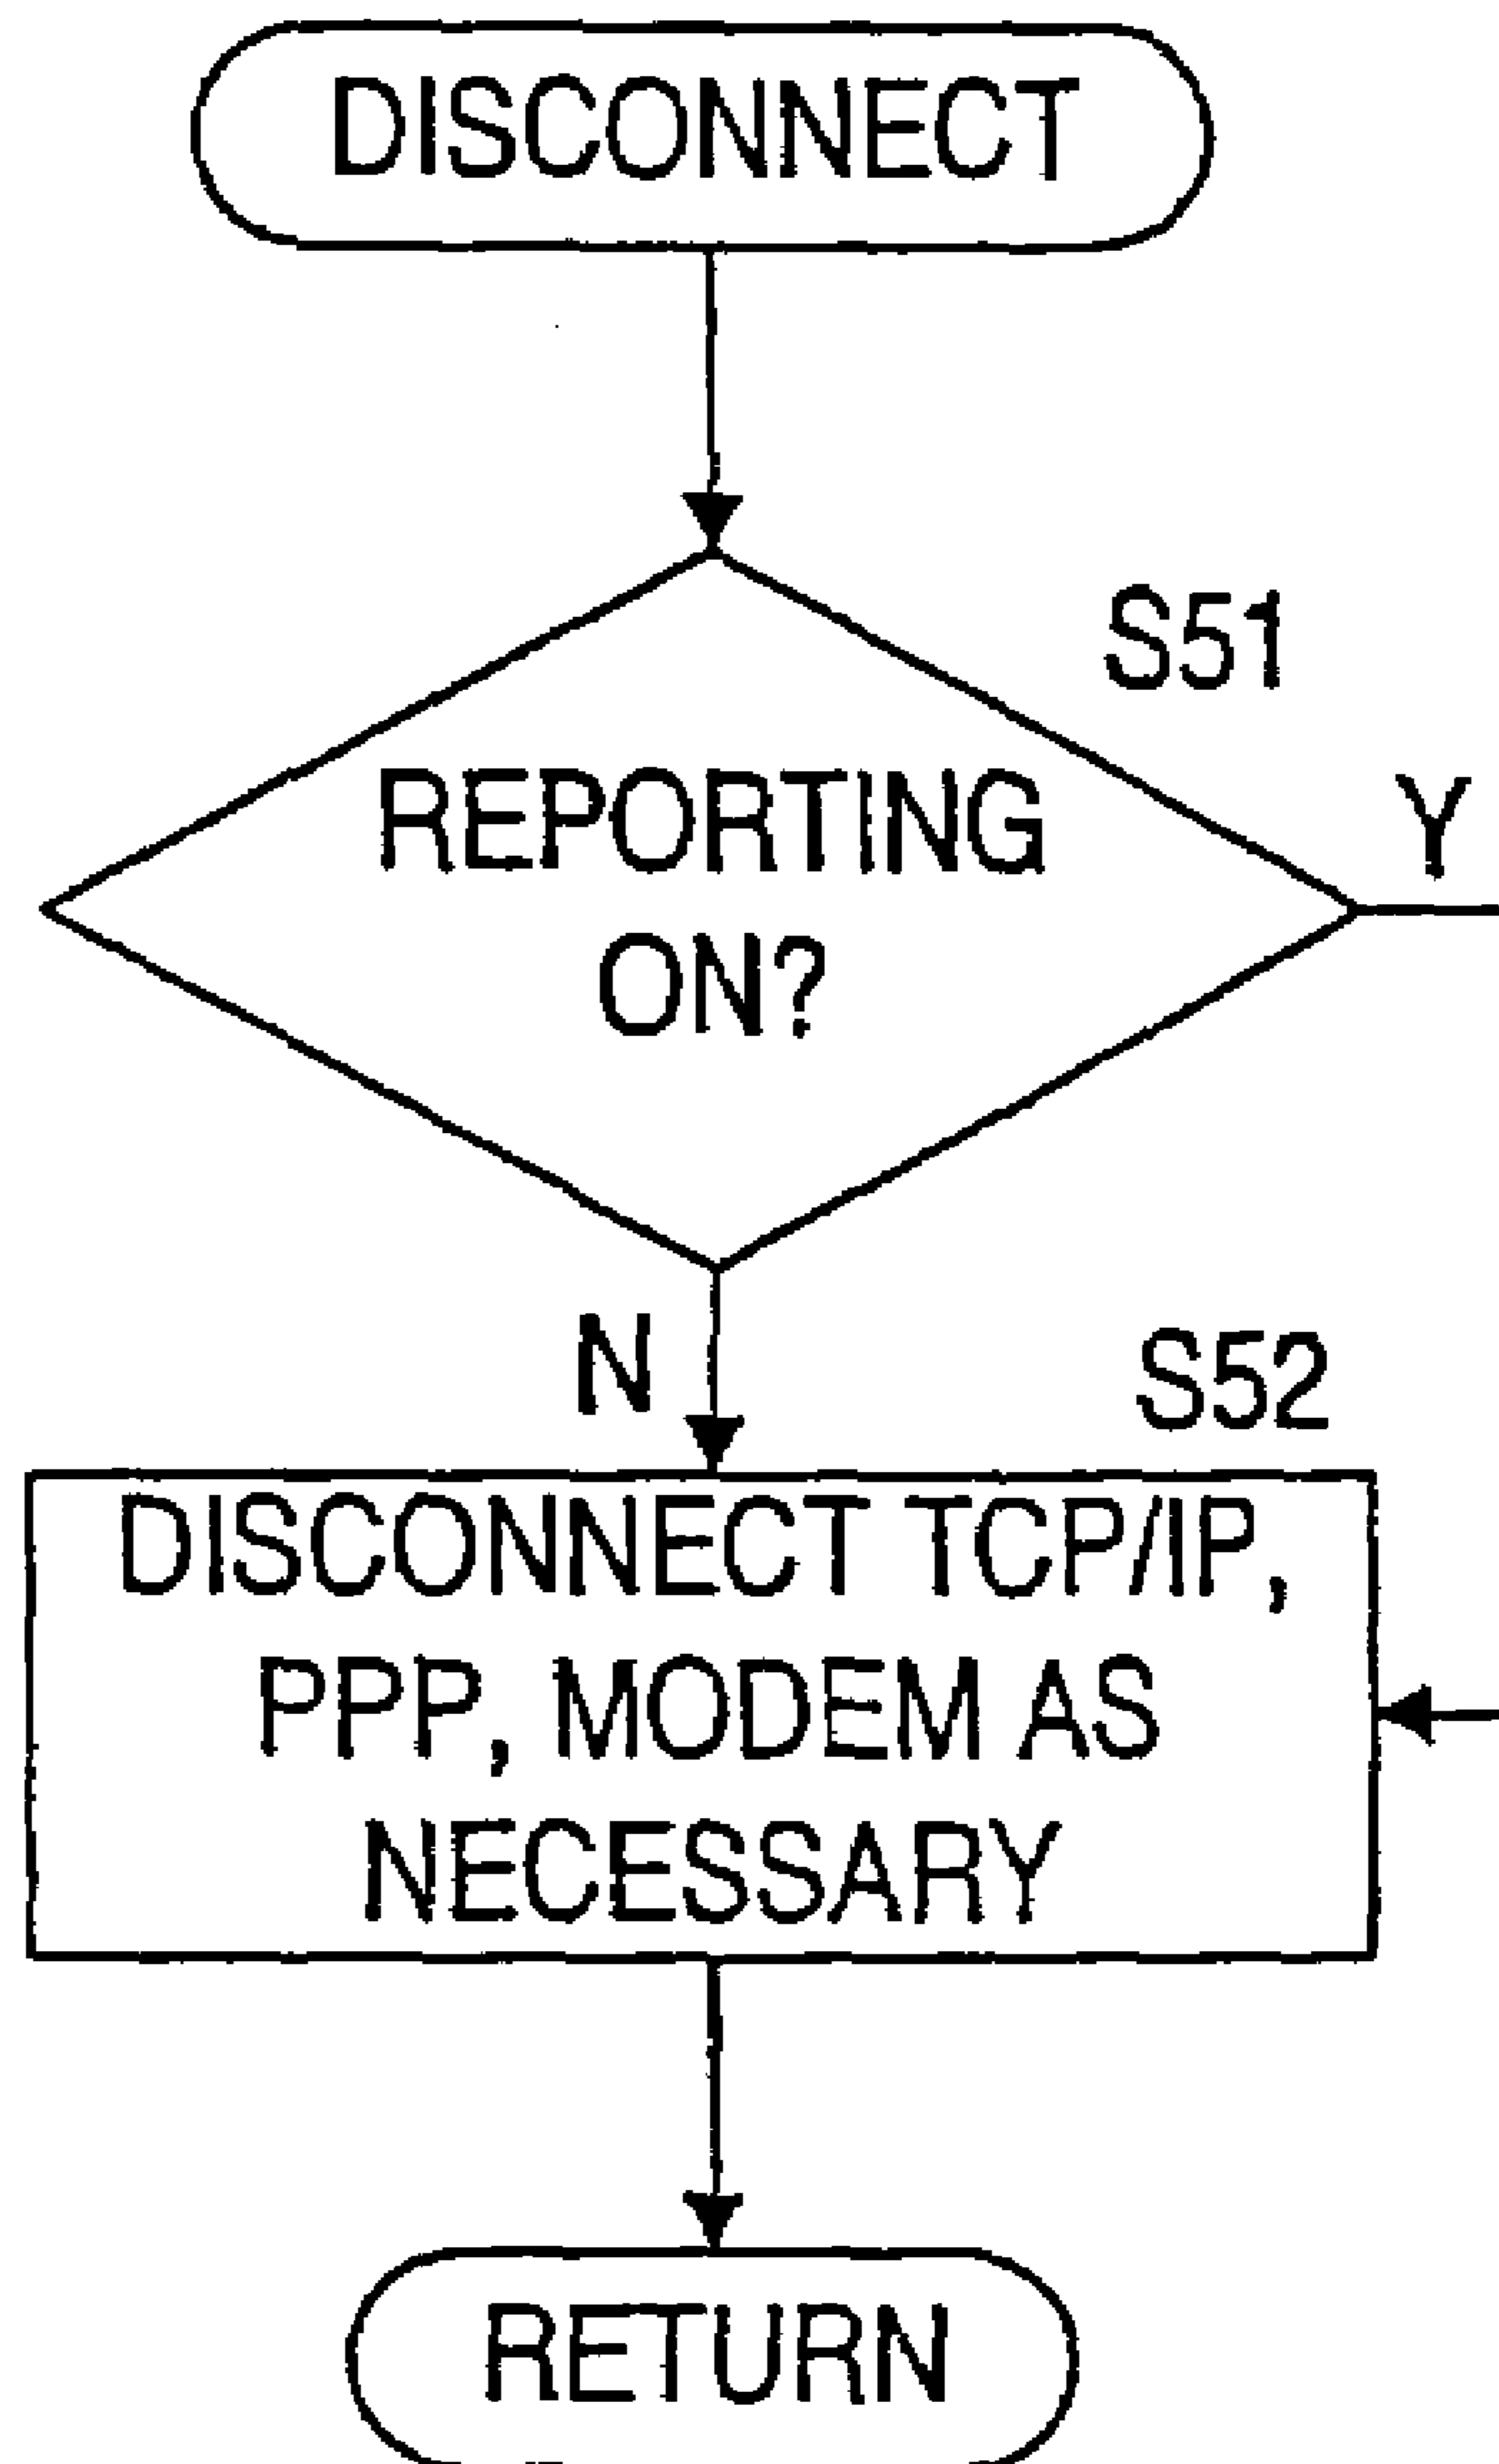 DISCONNECT
S51
REPORTING
ON?
Y
N
S52
DISCONNECT TCP/IP,
PPP, MODEM AS
NECESSARY
RETURN